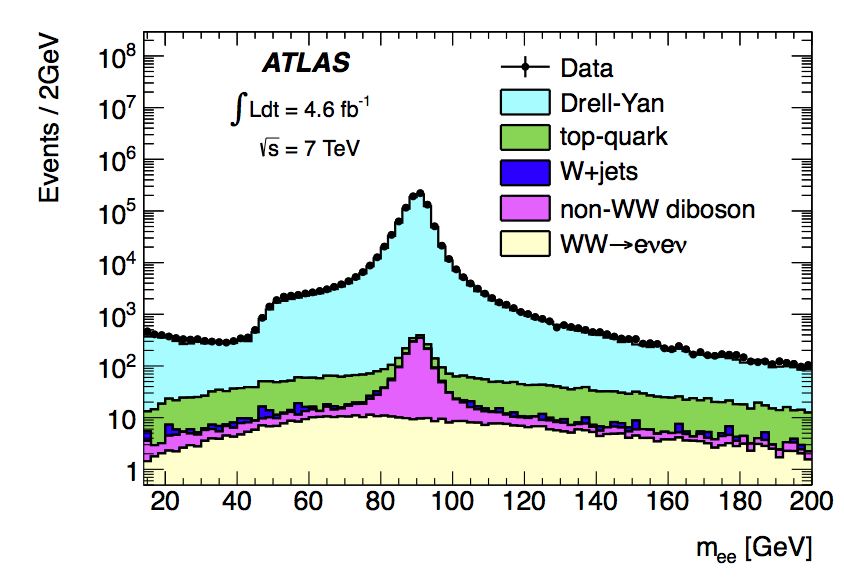 ATLAS
∫ Ldt = 4.6 fb⁻¹
√s = 7 TeV
Data
Drell-Yan
top-quark
W+jets
non-WW diboson
WW→eνeν
Events / 2GeV
10⁸
10⁷
10⁶
10⁵
10⁴
10³
10²
10
1
20 40 60 80 100 120 140 160 180 200
mₑₑ [GeV]